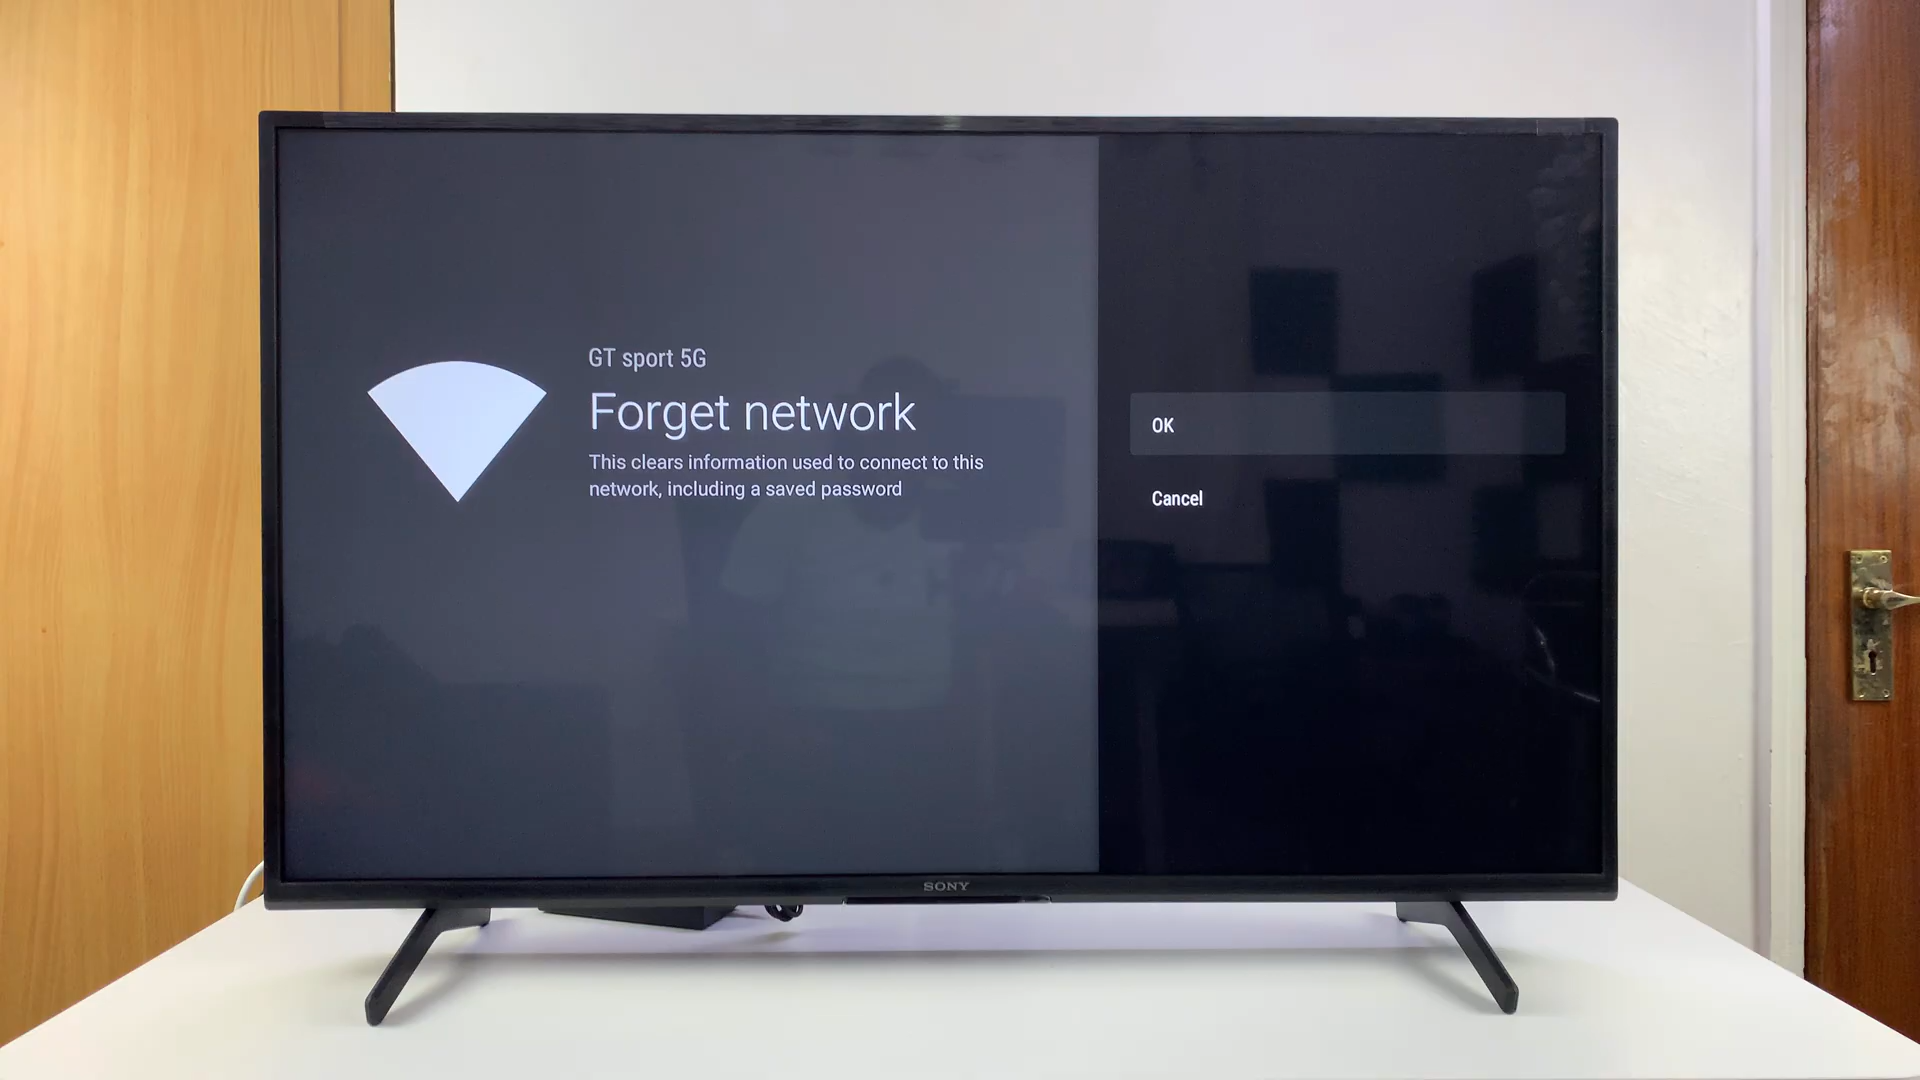 GT sport 5G
Forget network
This clears information used to connect to this
network, including a saved password
OK
Cancel
SONY